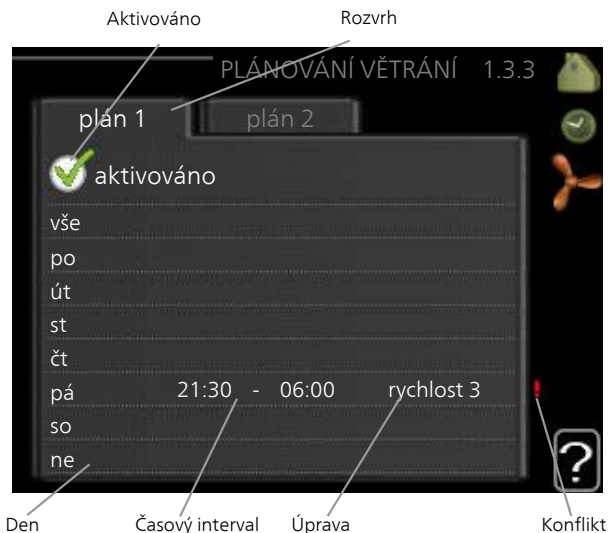 Aktivováno Rozvrh
PLÁNOVÁNÍ VĚTRÁNÍ 1.3.3
plán 1 plán 2
aktivováno
vše
po
út
st
čt
pá 21:30 - 06:00 rychlost 3 !
so
ne
?
Den Časový interval Úprava Konflikt